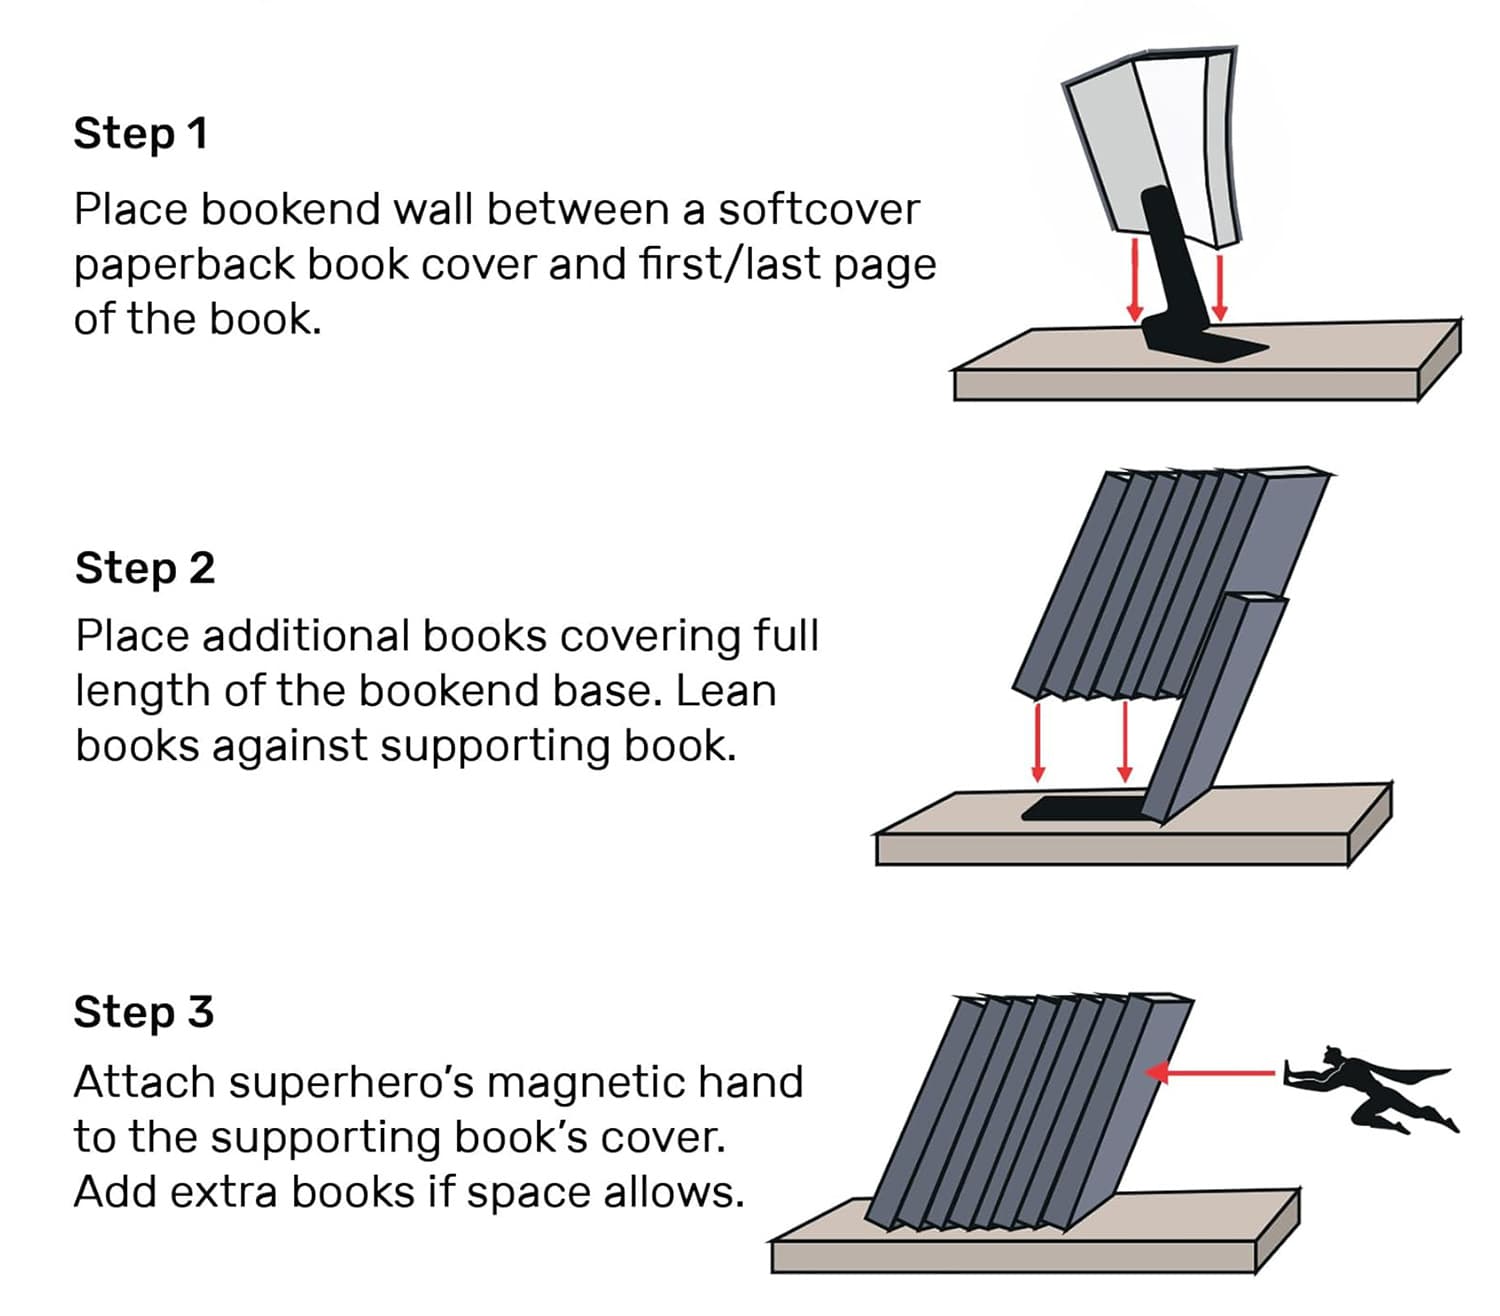 Step 1
Place bookend wall between a softcover
paperback book cover and first/last page
of the book.
Step 2
Place additional books covering full
length of the bookend base. Lean
books against supporting book.
Step 3
Attach superhero’s magnetic hand
to the supporting book’s cover.
Add extra books if space allows.